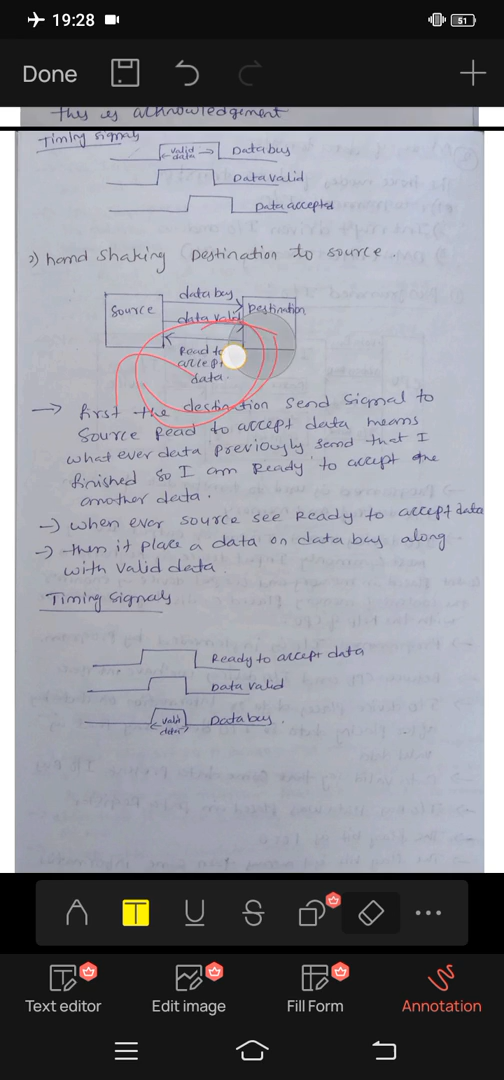 19:28
51
Done
this is acknowledgement
Timing signals
valid data
Data bus
Data valid
Data accepted
2) hand shaking Destination to source.
Source
data bus
Destination
data valid
Read to
accept
data.
→ first the destination send signal to
source read to accept data means
what ever data previously send that I
finished so I am Ready to accept the
another data.
→ when ever source see Ready to accept data
→ then it place a data on data bus along
with valid data.
Timing signals
Ready to accept data
Data valid
valid data
Data bus.
T
U
S
Text editor
Edit image
Fill Form
Annotation